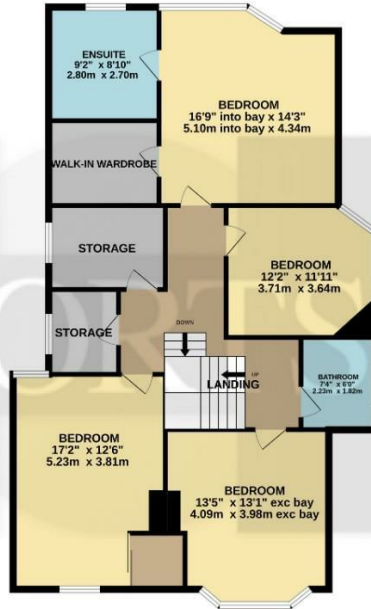 ENSUITE
9'2" x 8'10"
2.80m x 2.70m
BEDROOM
16'9" into bay x 14'3"
5.10m into bay x 4.34m
WALK-IN WARDROBE
STORAGE
BEDROOM
12'2" x 11'11"
3.71m x 3.64m
STORAGE
DOWN
UP
LANDING
BATHROOM
7'4" x 6'0"
2.23m x 1.82m
BEDROOM
17'2" x 12'6"
5.23m x 3.81m
BEDROOM
13'5" x 13'1" exc bay
4.09m x 3.98m exc bay
ORTS